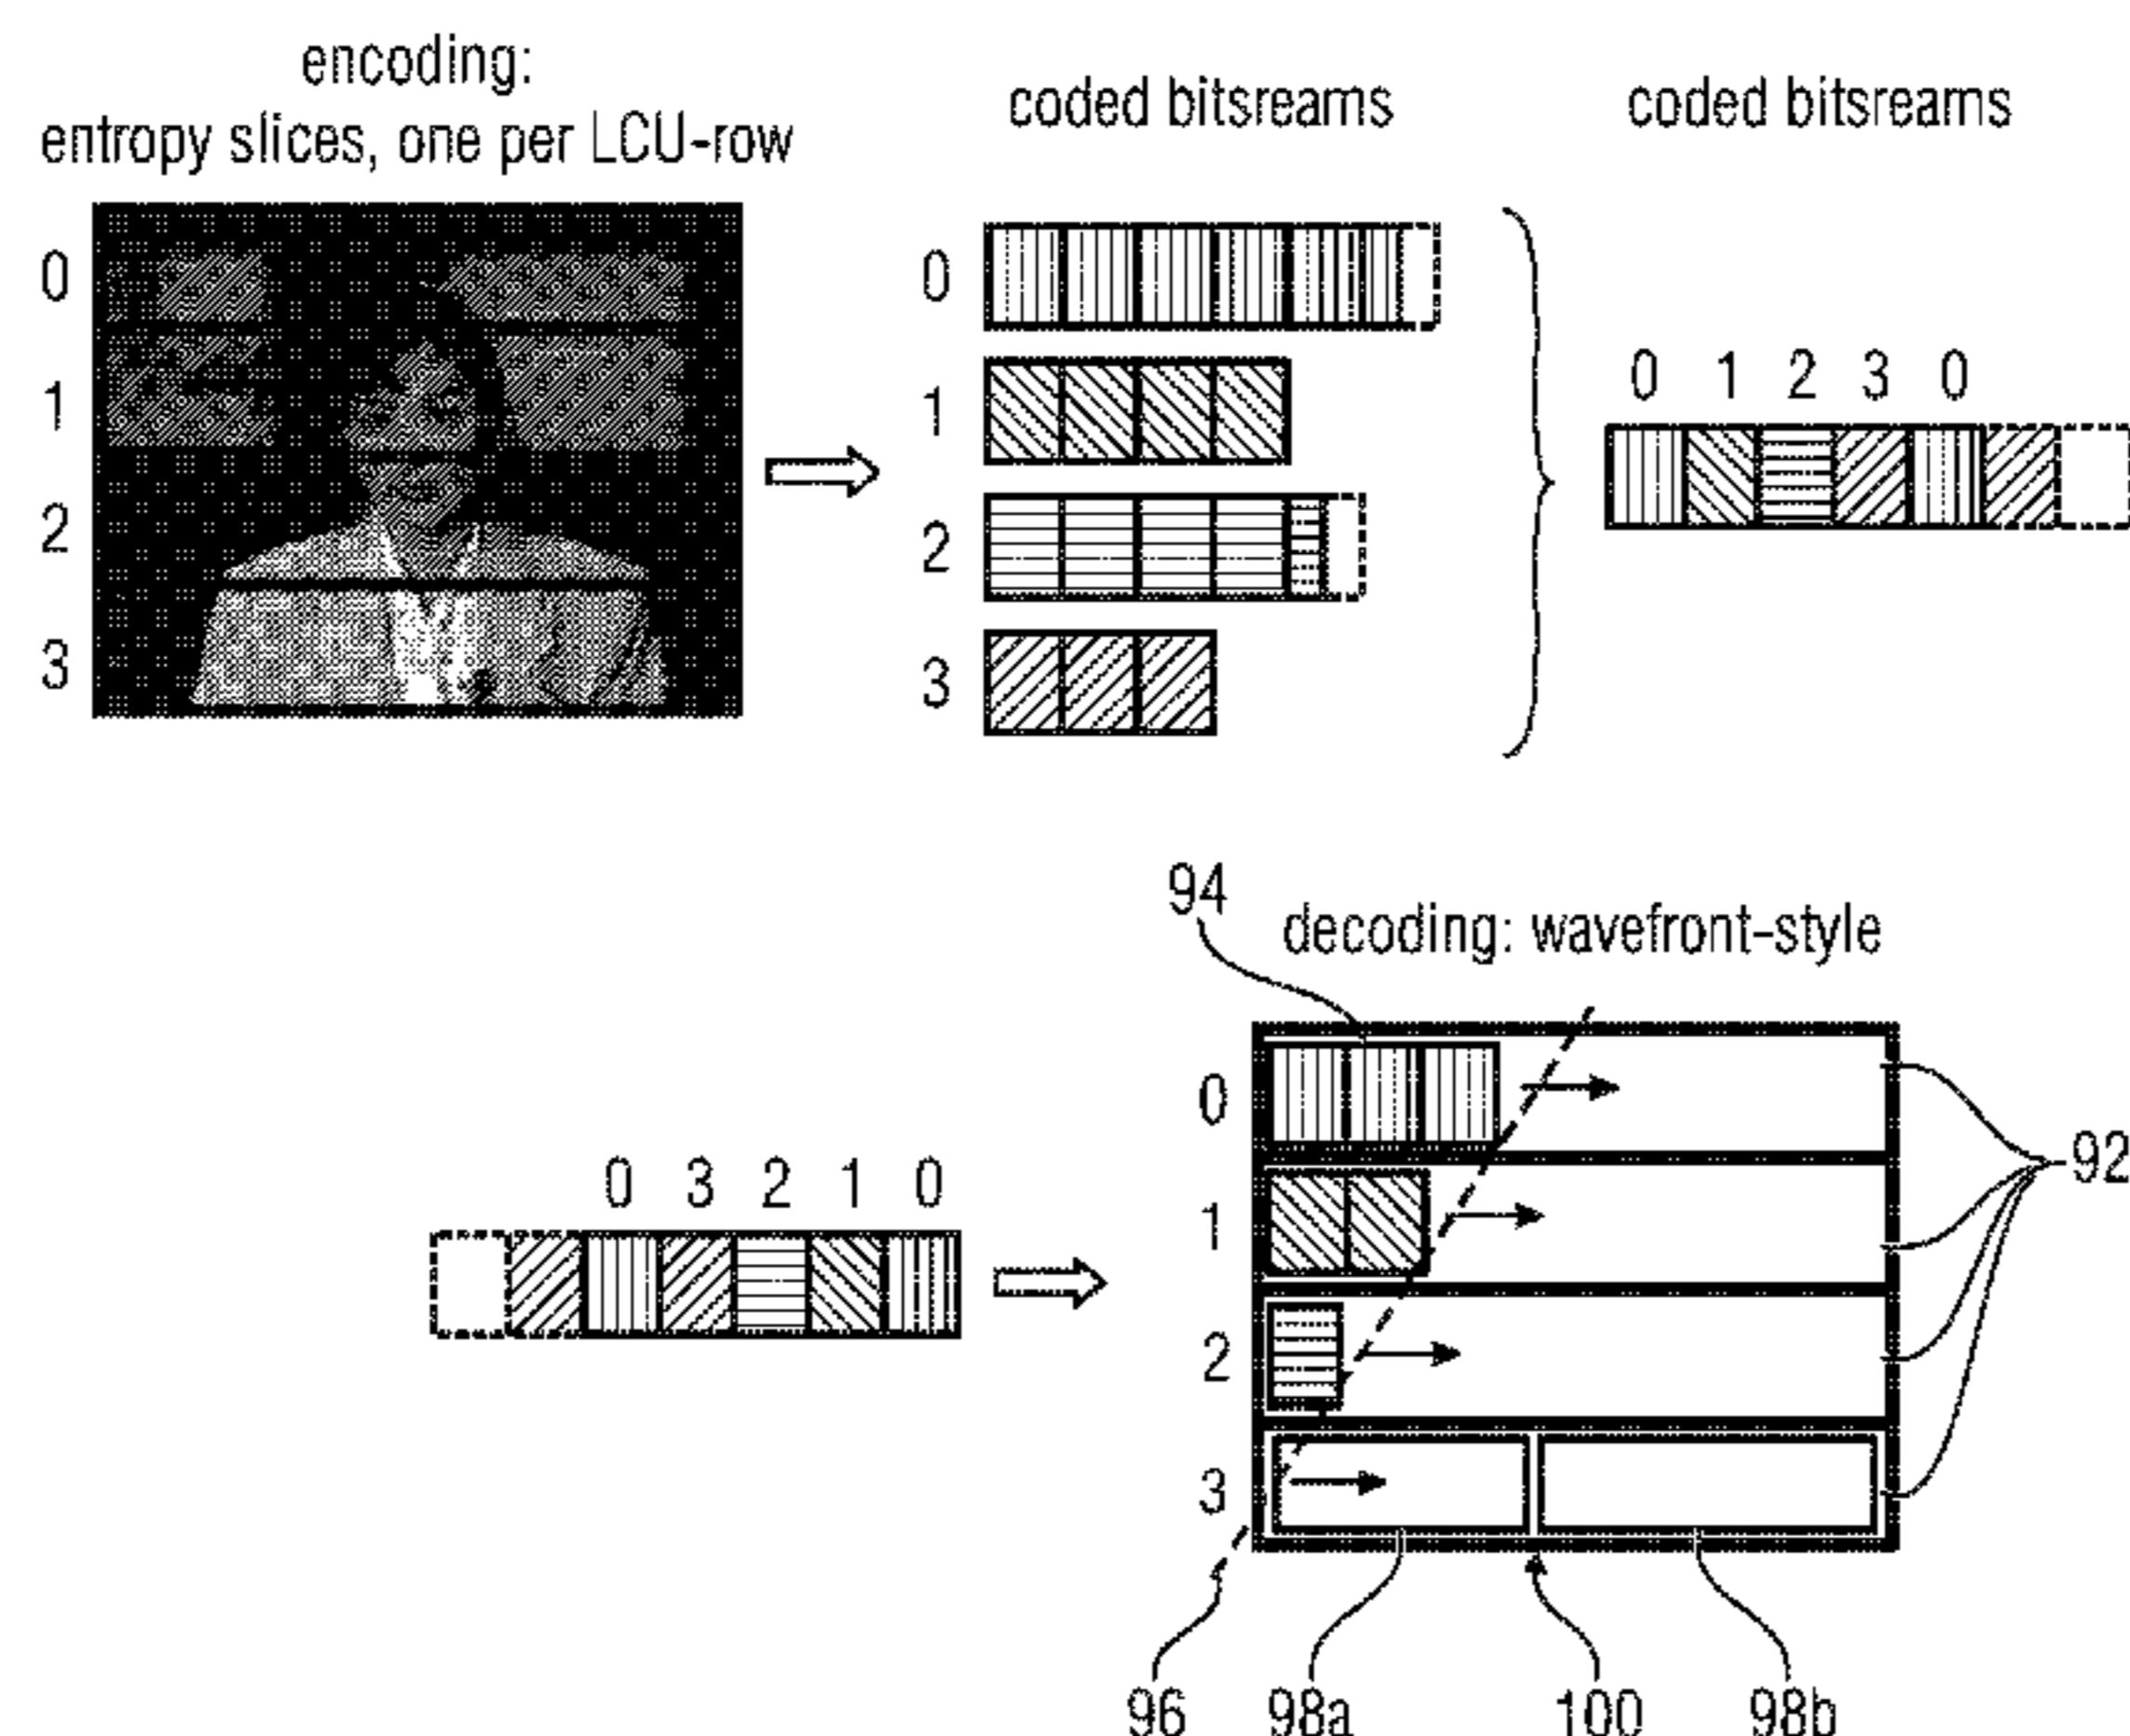 encoding:
entropy slices, one per LCU-row
coded bitsreams
coded bitsreams
0
1
2
3
0
1
2
3
0 1 2 3 0
94
decoding: wavefront-style
0 3 2 1 0
0
1
2
3
92
96 98a 100 98b